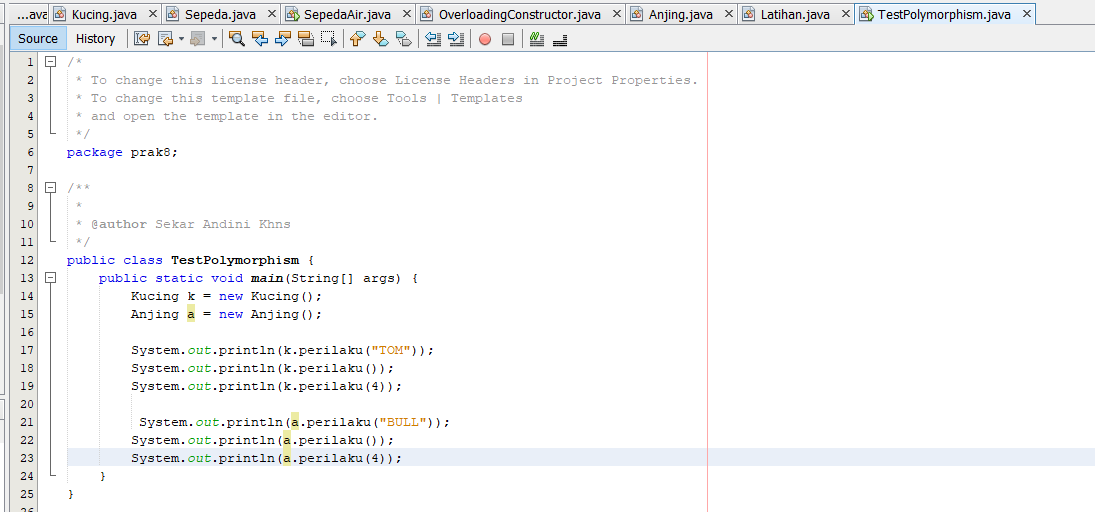 ...ava Kucing.java Sepeda.java SepedaAir.java OverloadingConstructor.java Anjing.java Latihan.java TestPolymorphism.java
Source History
1 /*
2 * To change this license header, choose License Headers in Project Properties.
3 * To change this template file, choose Tools | Templates
4 * and open the template in the editor.
5 */
6 package prak8;
7
8 /**
9 *
10 * @author Sekar Andini Khns
11 */
12 public class TestPolymorphism {
13 public static void main(String[] args) {
14 Kucing k = new Kucing();
15 Anjing a = new Anjing();
16
17 System.out.println(k.perilaku("TOM"));
18 System.out.println(k.perilaku());
19 System.out.println(k.perilaku(4));
20
21 System.out.println(a.perilaku("BULL"));
22 System.out.println(a.perilaku());
23 System.out.println(a.perilaku(4));
24 }
25 }
26